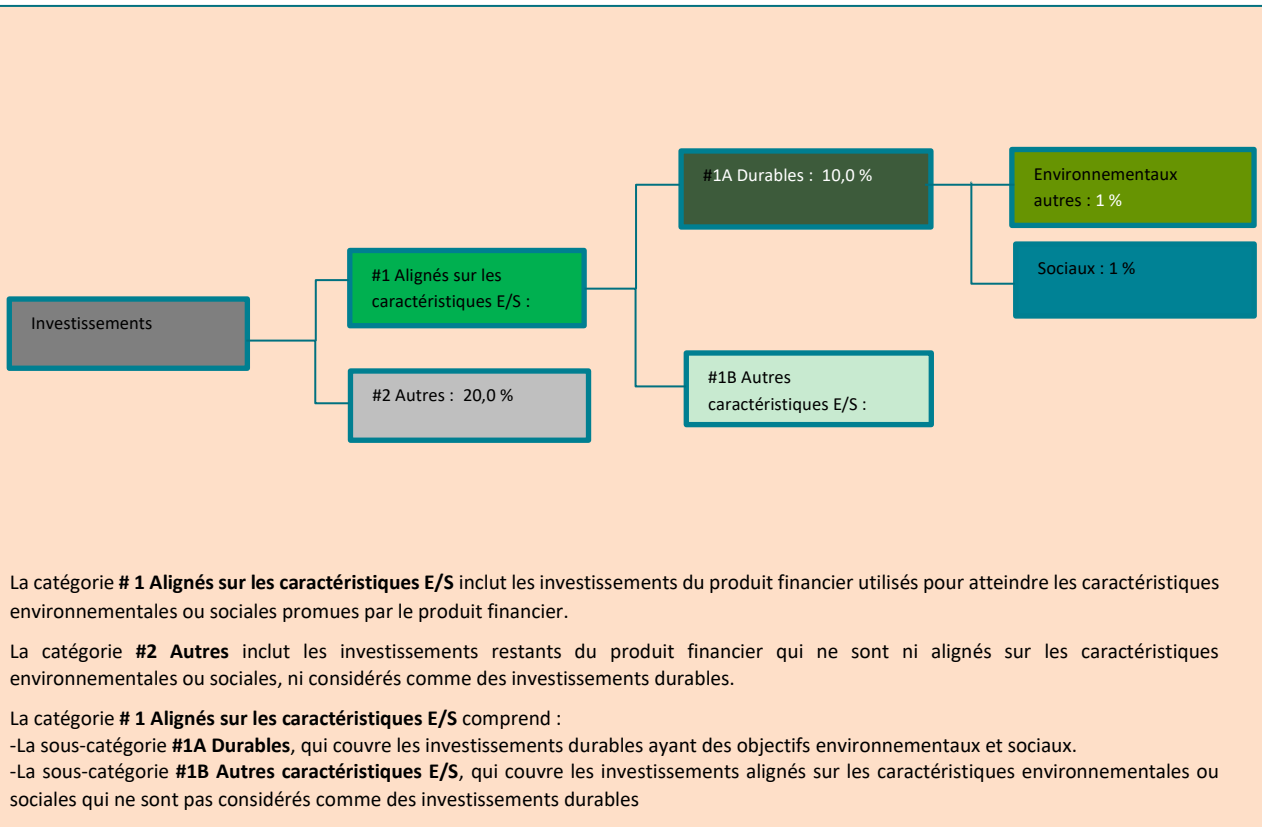 #1A Durables : 10,0 %
Environnementaux
autres : 1 %
Sociaux : 1 %
#1 Alignés sur les
caractéristiques E/S :
Investissements
#2 Autres : 20,0 %
#1B Autres
caractéristiques E/S :
La catégorie # 1 Alignés sur les caractéristiques E/S inclut les investissements du produit financier utilisés pour atteindre les caractéristiques
environnementales ou sociales promues par le produit financier.
La catégorie #2 Autres inclut les investissements restants du produit financier qui ne sont ni alignés sur les caractéristiques
environnementales ou sociales, ni considérés comme des investissements durables.
La catégorie # 1 Alignés sur les caractéristiques E/S comprend :
-La sous-catégorie #1A Durables, qui couvre les investissements durables ayant des objectifs environnementaux et sociaux.
-La sous-catégorie #1B Autres caractéristiques E/S, qui couvre les investissements alignés sur les caractéristiques environnementales ou
sociales qui ne sont pas considérés comme des investissements durables